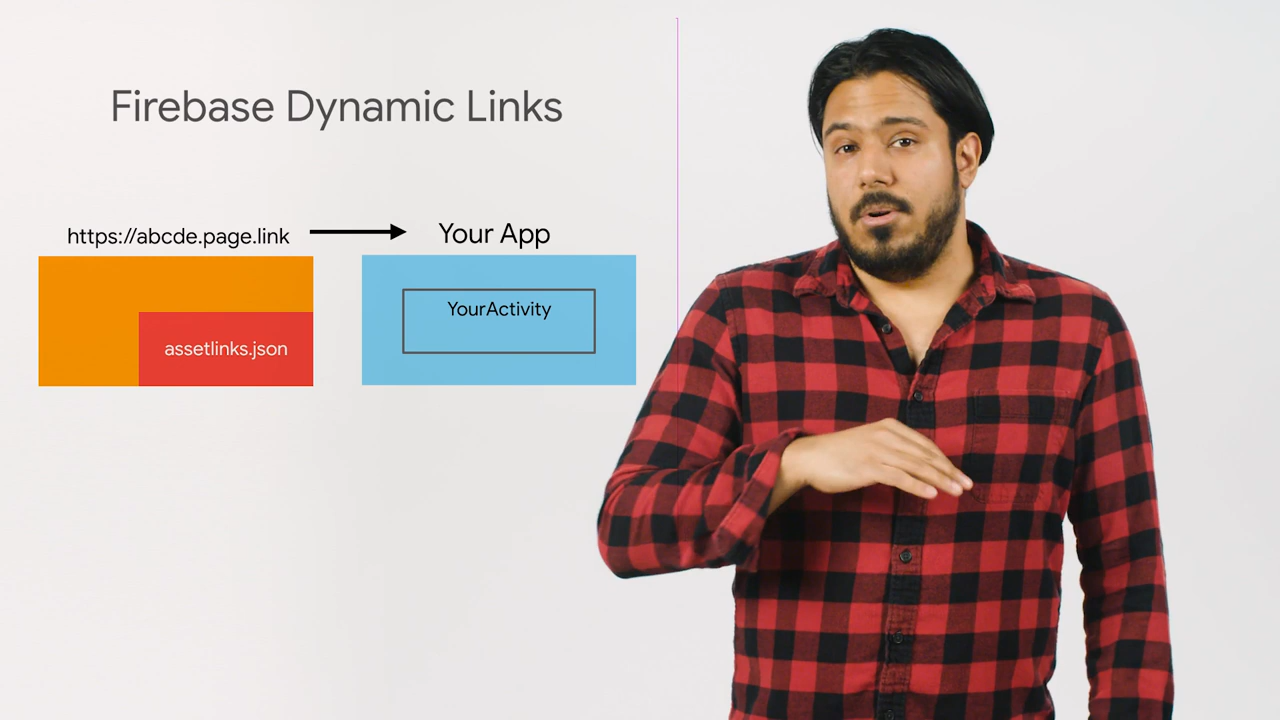 Firebase Dynamic Links
https://abcde.page.link
Your App
YourActivity
assetlinks.json